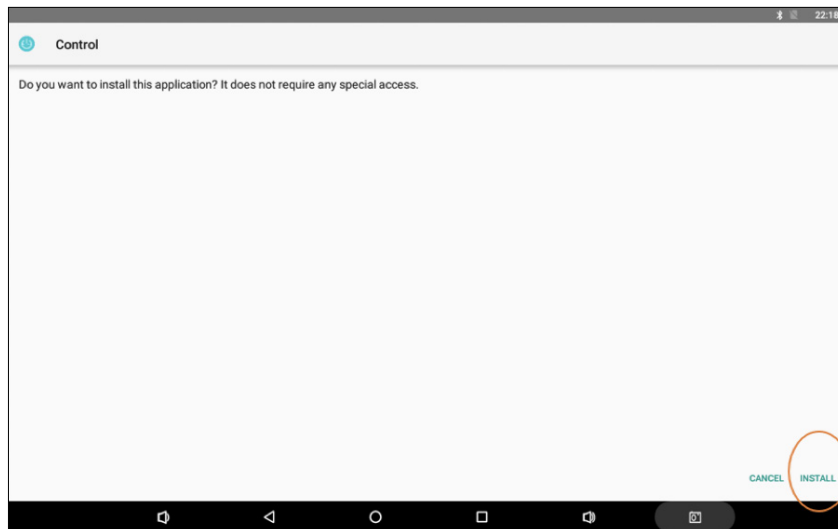 22:18
Control
Do you want to install this application? It does not require any special access.
CANCEL INSTALL